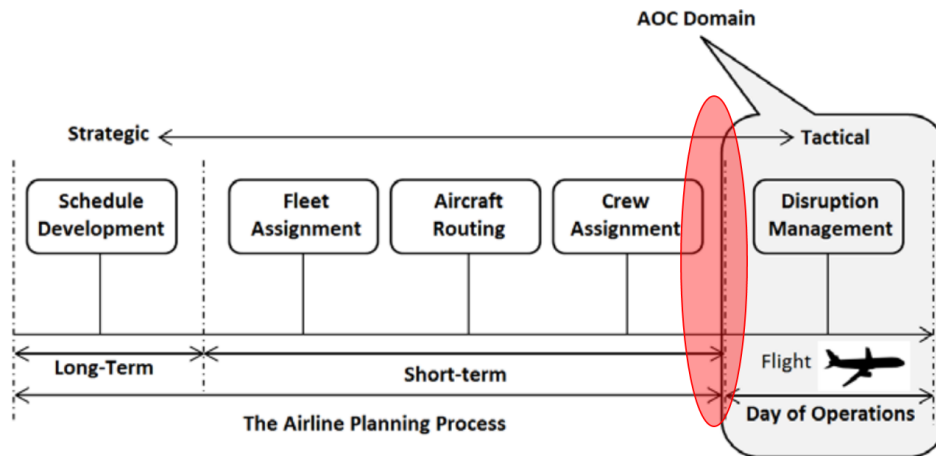 AOC Domain
Strategic
Tactical
Schedule
Development
Fleet
Assignment
Aircraft
Routing
Crew
Assignment
Disruption
Management
Long-Term
Short-term
Flight
The Airline Planning Process
Day of Operations